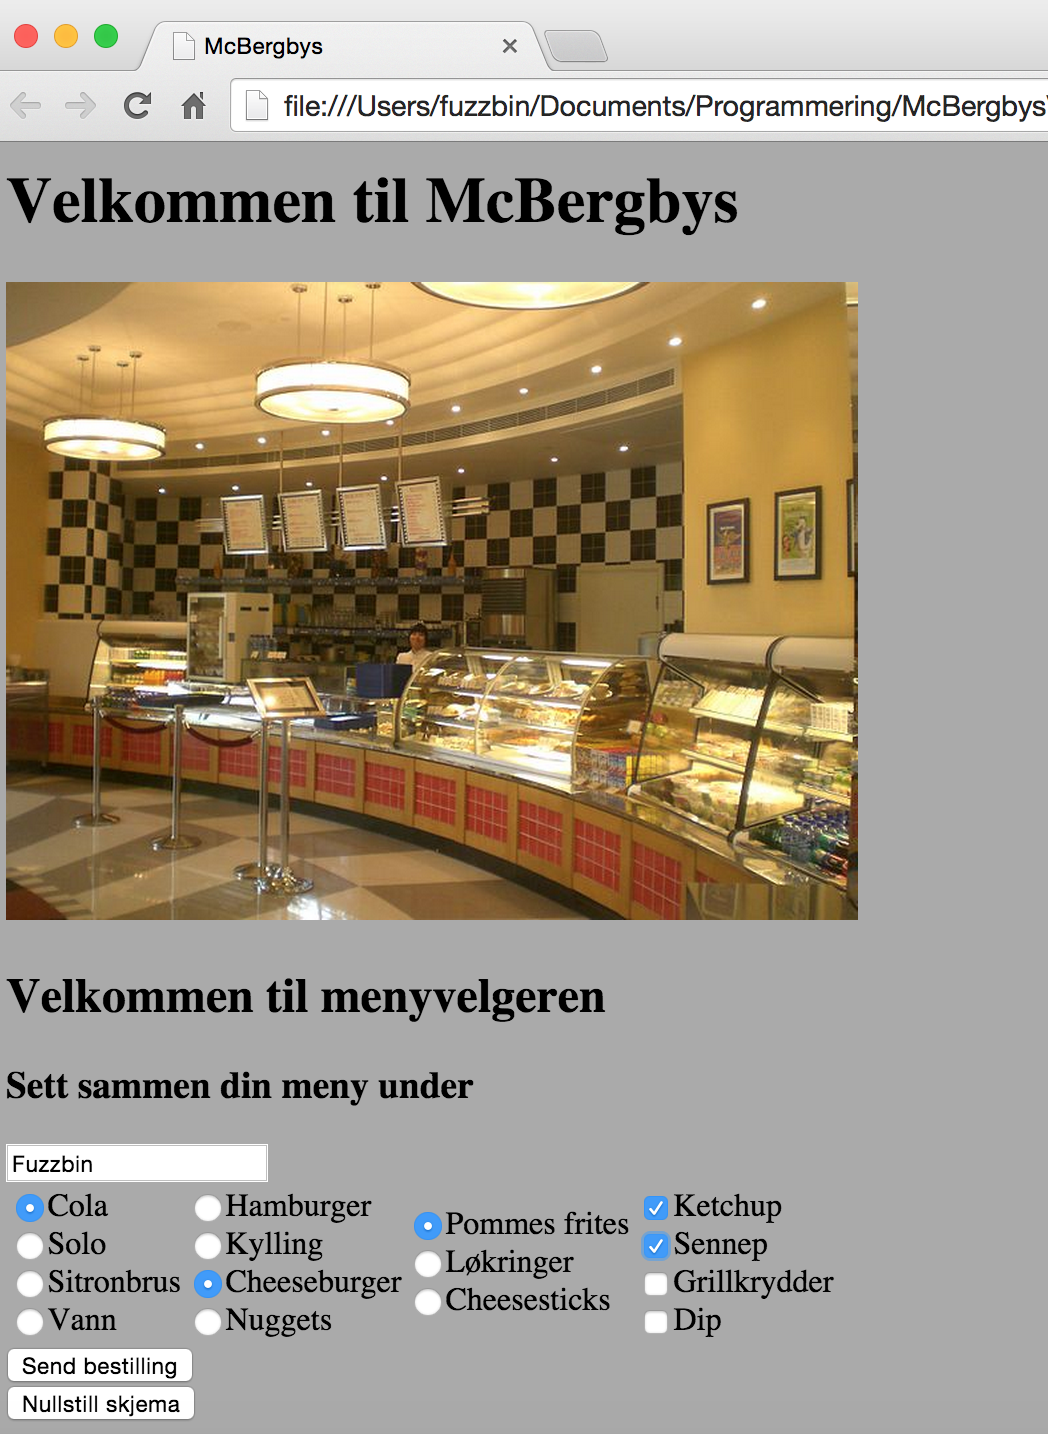 McBergbys
file:///Users/fuzzbin/Documents/Programmering/McBergbys
Velkommen til McBergbys
Velkommen til menyvelgeren
Sett sammen din meny under
Fuzzbin
Cola
Solo
Sitronbrus
Vann
Hamburger
Kylling
Cheeseburger
Nuggets
Pommes frites
Løkringer
Cheesesticks
Ketchup
Sennep
Grillkrydder
Dip
Send bestilling
Nullstill skjema